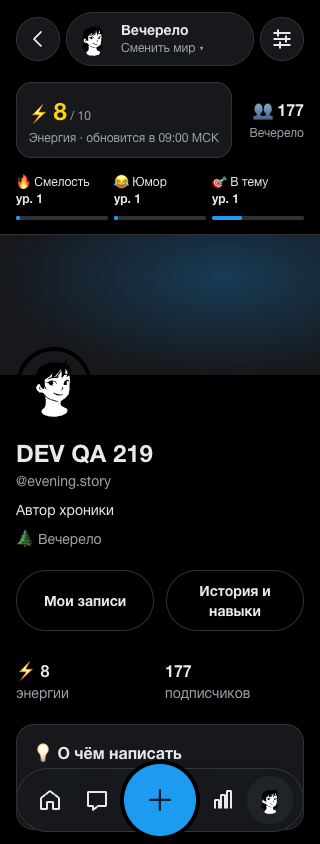 Вечерело
Сменить мир ▾
⚡ 8 / 10
Энергия · обновится в 09:00 МСК
👥 177
Вечерело
🔥 Смелость
ур. 1
😂 Юмор
ур. 1
🎯 В тему
ур. 1
DEV QA 219
@evening.story
Автор хроники
🌲 Вечерело
Мои записи
История и
навыки
⚡ 8
энергии
177
подписчиков
💡 О чём написать